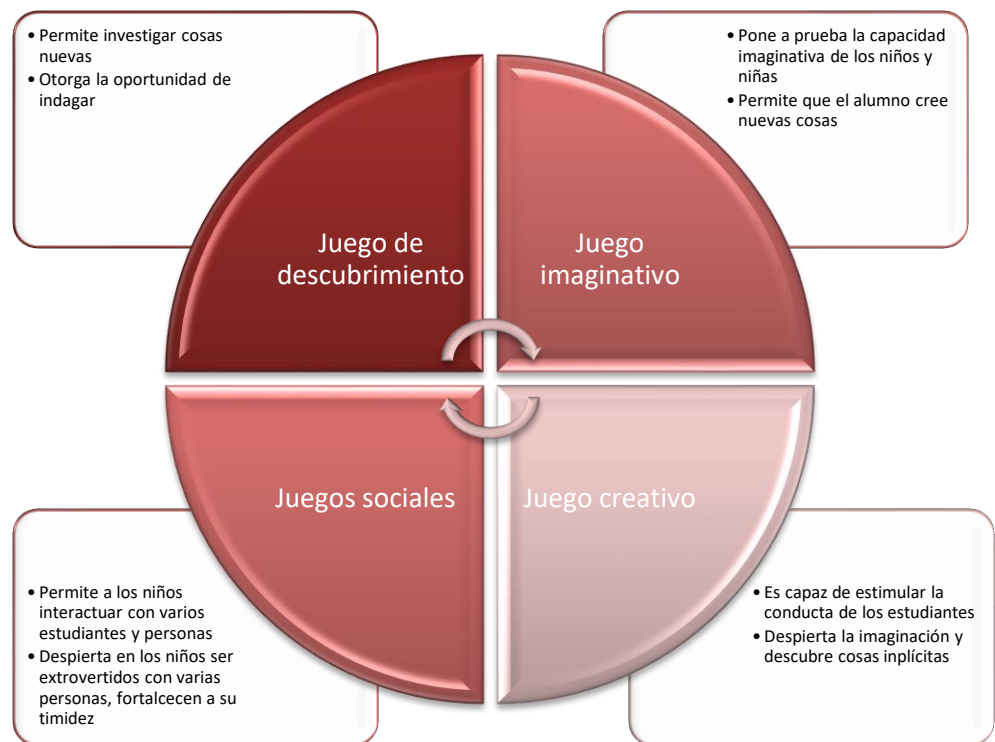 • Permite investigar cosas
nuevas
• Otorga la oportunidad de
indagar
• Pone a prueba la capacidad
imaginativa de los niños y
niñas
• Permite que el alumno cree
nuevas cosas
Juego de
descubrimiento
Juego
imaginativo
Juegos sociales
Juego creativo
• Permite a los niños
interactuar con varios
estudiantes y personas
• Despierta en los niños ser
extrovertidos con varias
personas, fortalecen a su
timidez
• Es capaz de estimular la
conducta de los estudiantes
• Despierta la imaginación y
descubre cosas inplícitas